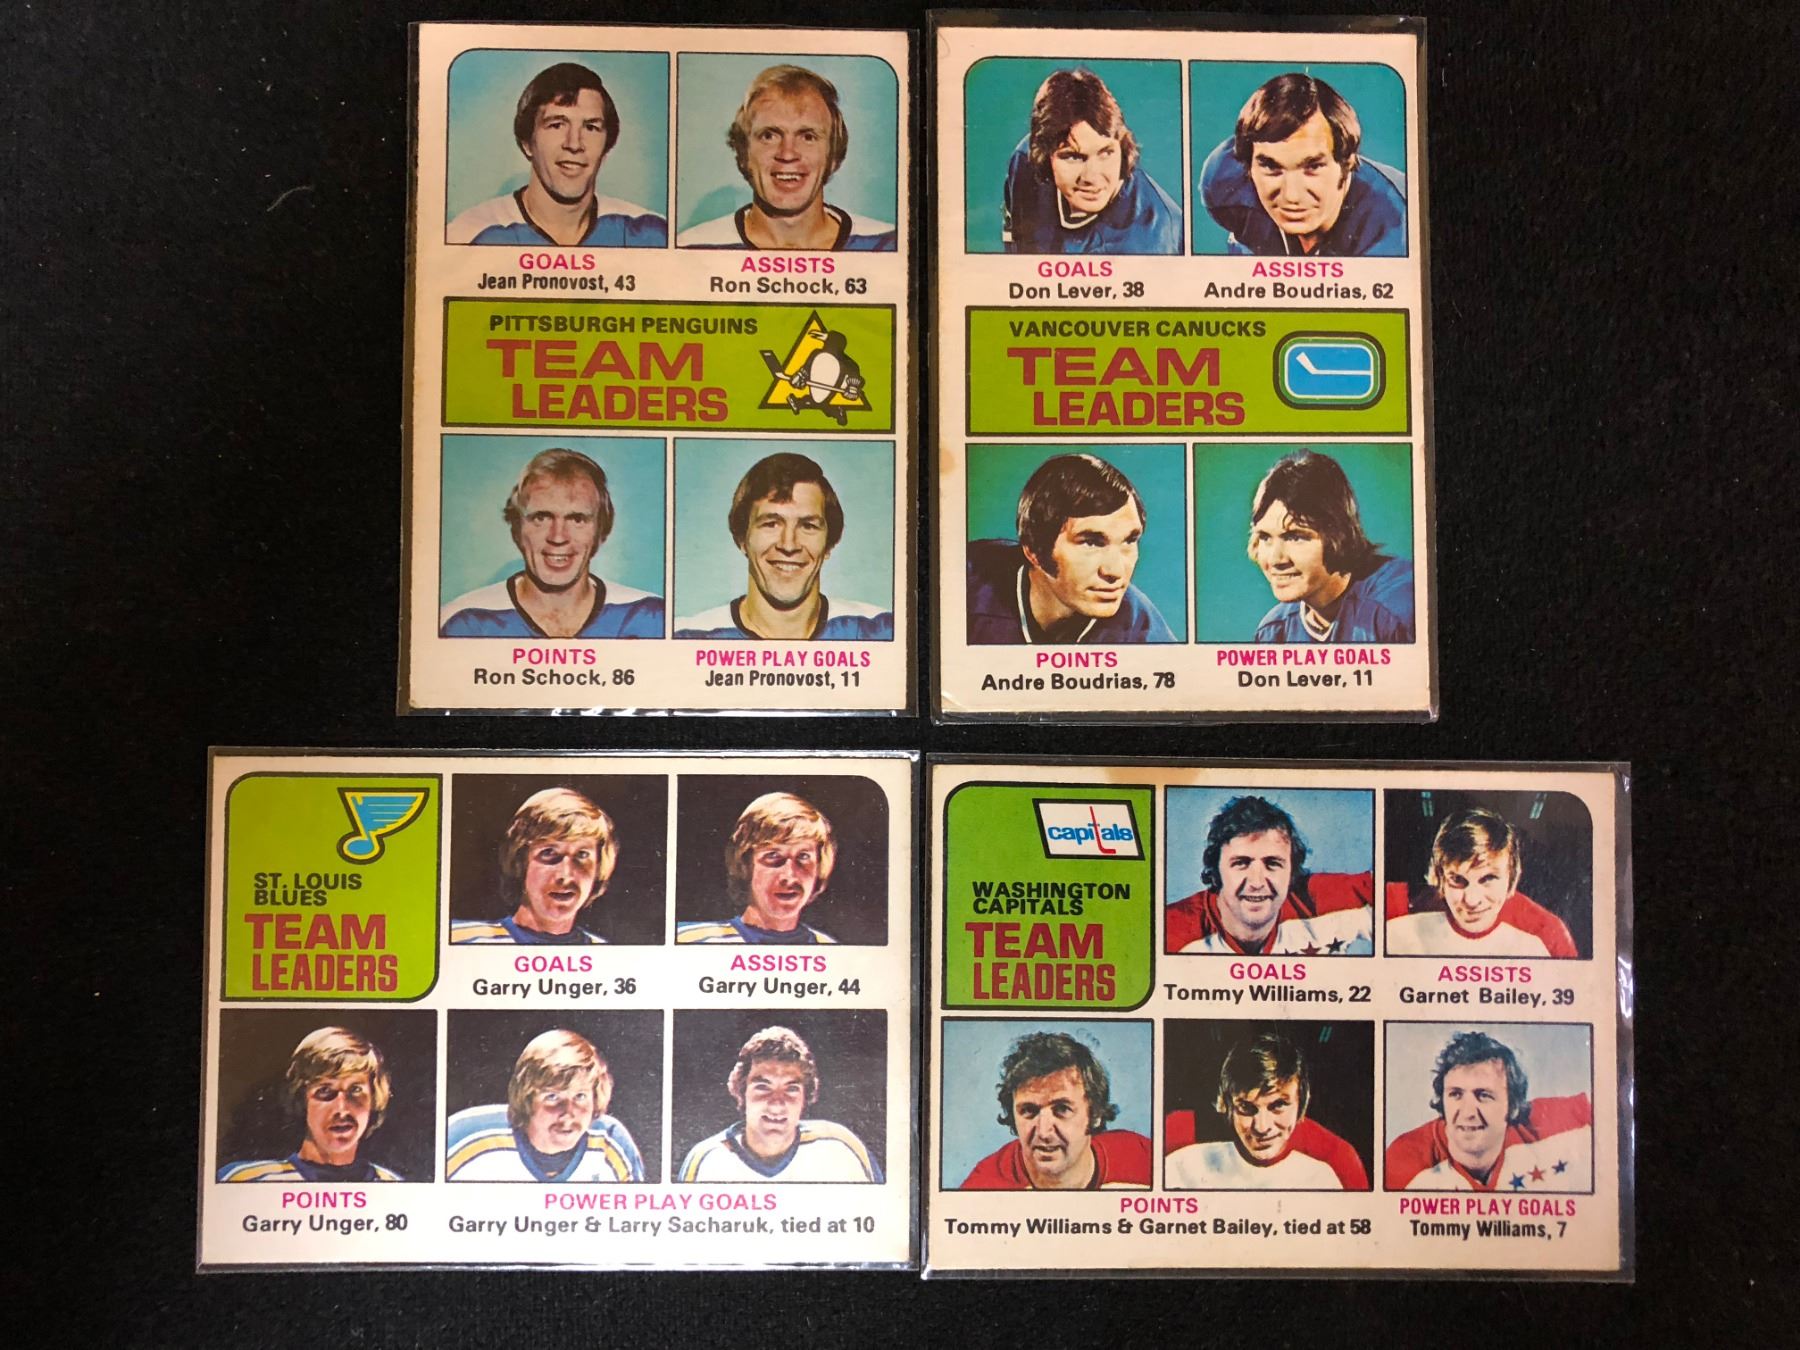 GOALS
Jean Pronovost, 43
ASSISTS
Ron Schock, 63
PITTSBURGH PENGUINS
TEAM
LEADERS
POINTS
Ron Schock, 86
POWER PLAY GOALS
Jean Pronovost, 11
GOALS
Don Lever, 38
ASSISTS
Andre Boudrias, 62
VANCOUVER CANUCKS
TEAM
LEADERS
POINTS
Andre Boudrias, 78
POWER PLAY GOALS
Don Lever, 11
ST. LOUIS
BLUES
TEAM
LEADERS
GOALS
Garry Unger, 36
ASSISTS
Garry Unger, 44
POINTS
Garry Unger, 80
POWER PLAY GOALS
Garry Unger & Larry Sacharuk, tied at 10
capitals
WASHINGTON
CAPITALS
TEAM
LEADERS
GOALS
Tommy Williams, 22
ASSISTS
Garnet Bailey, 39
POINTS
Tommy Williams & Garnet Bailey, tied at 58
POWER PLAY GOALS
Tommy Williams, 7